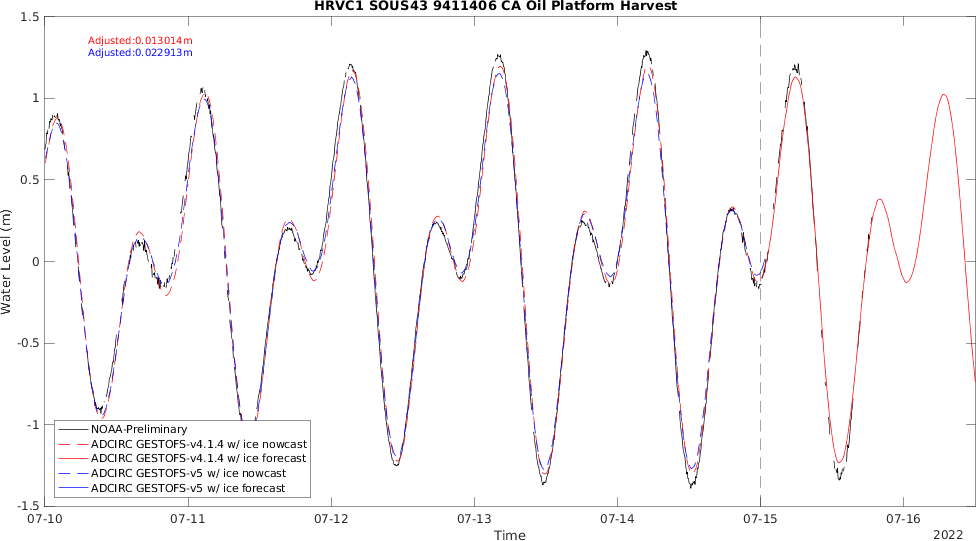 HRVC1 SOUS43 9411406 CA Oil Platform Harvest
1.5
Adjusted:0.013014m
Adjusted:0.022913m
1
0.5
0
-0.5
-1
-1.5
Water Level (m)
NOAA-Preliminary
ADCIRC GESTOFS-v4.1.4 w/ ice nowcast
ADCIRC GESTOFS-v4.1.4 w/ ice forecast
ADCIRC GESTOFS-v5 w/ ice nowcast
ADCIRC GESTOFS-v5 w/ ice forecast
07-10 07-11 07-12 07-13 07-14 07-15 07-16
Time
2022